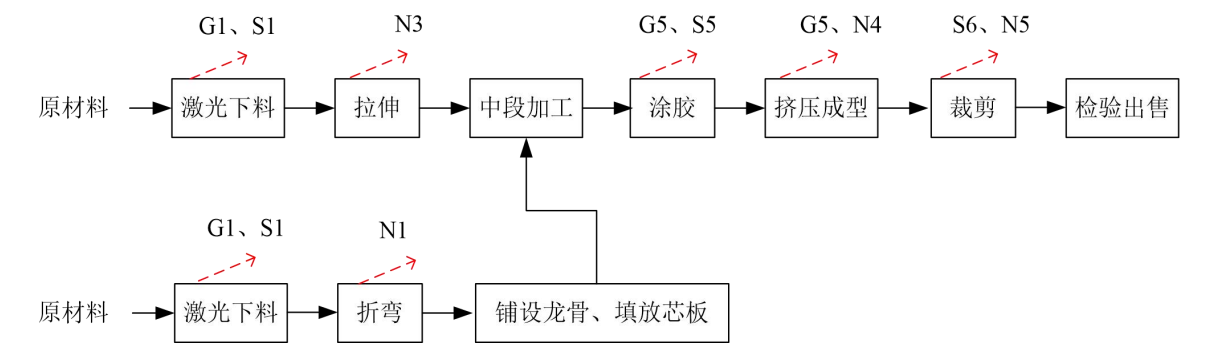 G1、S1 N3 G5、S5 G5、N4 S6、N5
原材料 激光下料 拉伸 中段加工 涂胶 挤压成型 裁剪 检验出售
G1、S1 N1
原材料 激光下料 折弯 铺设龙骨、填放芯板